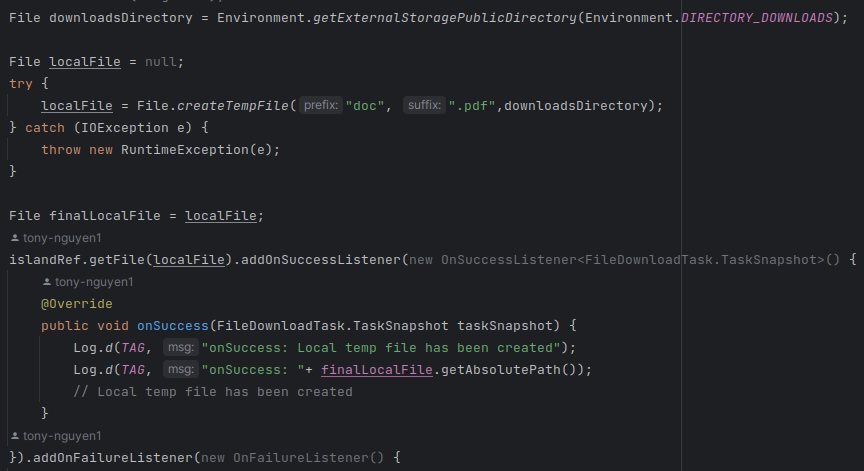 File downloadsDirectory = Environment.getExternalStoragePublicDirectory(Environment.DIRECTORY_DOWNLOADS);
File localFile = null;
try {
localFile = File.createTempFile( prefix: "doc", suffix: ".pdf",downloadsDirectory);
} catch (IOException e) {
throw new RuntimeException(e);
}
File finalLocalFile = localFile;
tony-nguyen1
islandRef.getFile(localFile).addOnSuccessListener(new OnSuccessListener<FileDownloadTask.TaskSnapshot>() {
tony-nguyen1
@Override
public void onSuccess(FileDownloadTask.TaskSnapshot taskSnapshot) {
Log.d(TAG, msg: "onSuccess: Local temp file has been created");
Log.d(TAG, msg: "onSuccess: "+ finalLocalFile.getAbsolutePath());
// Local temp file has been created
}
tony-nguyen1
}).addOnFailureListener(new OnFailureListener() {